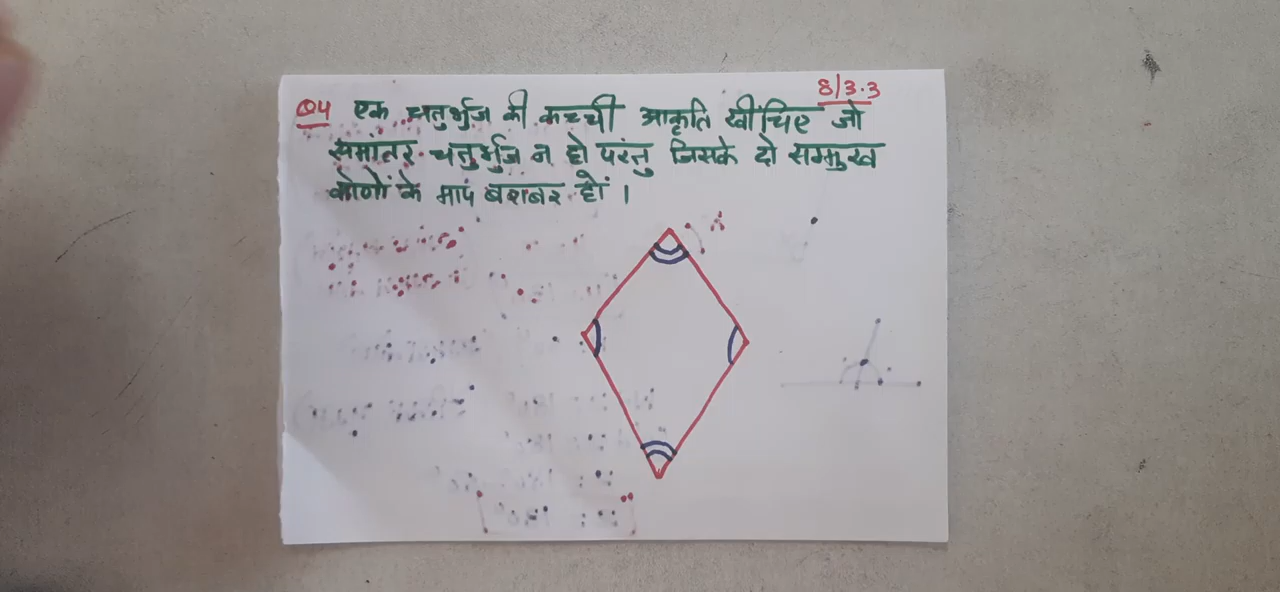 8/3.3
Q4 एक चतुर्भुज की कच्ची आकृति खींचिए जो
समांतर चतुर्भुज न हो परंतु जिसके दो सम्मुख
कोणों के माप बराबर हों ।